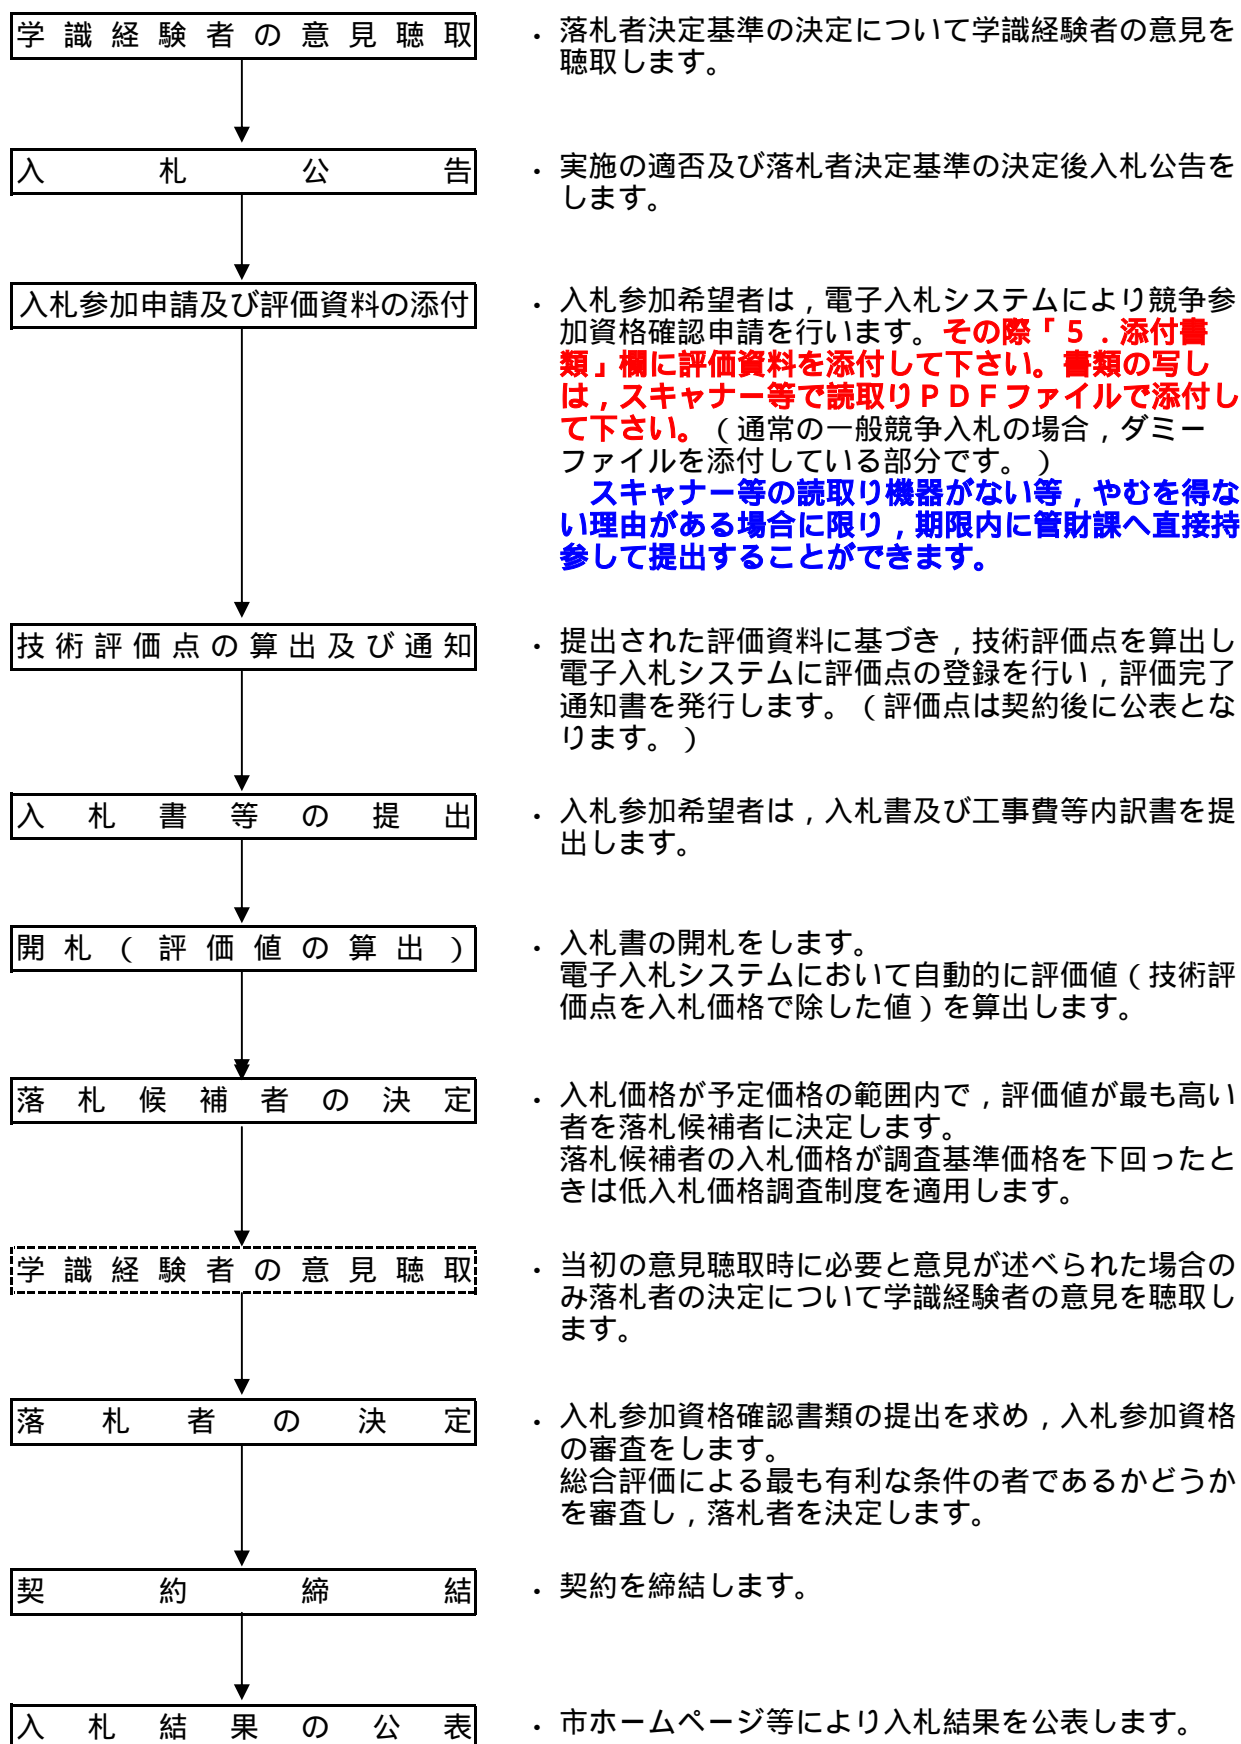 学識経験者の意見聴取
．落札者決定基準の決定について学識経験者の意見を
聴取します。
入札公告
．実施の適否及び落札者決定基準の決定後入札公告を
します。
入札参加申請及び評価資料の添付
．入札参加希望者は，電子入札システムにより競争参
加資格確認申請を行います。その際「５．添付書
類」欄に評価資料を添付して下さい。書類の写し
は，スキャナー等で読取りＰＤＦファイルで添付し
て下さい。（通常の一般競争入札の場合，ダミー
ファイルを添付している部分です。）
スキャナー等の読取り機器がない等，やむを得な
い理由がある場合に限り，期限内に管財課へ直接持
参して提出することができます。
技術評価点の算出及び通知
．提出された評価資料に基づき，技術評価点を算出し
電子入札システムに評価点の登録を行い，評価完了
通知書を発行します。（評価点は契約後に公表とな
ります。）
入札書等の提出
．入札参加希望者は，入札書及び工事費等内訳書を提
出します。
開札（評価値の算出）
．入札書の開札をします。
電子入札システムにおいて自動的に評価値（技術評
価点を入札価格で除した値）を算出します。
落札候補者の決定
．入札価格が予定価格の範囲内で，評価値が最も高い
者を落札候補者に決定します。
落札候補者の入札価格が調査基準価格を下回ったと
きは低入札価格調査制度を適用します。
学識経験者の意見聴取
．当初の意見聴取時に必要と意見が述べられた場合の
み落札者の決定について学識経験者の意見を聴取し
ます。
落札者の決定
．入札参加資格確認書類の提出を求め，入札参加資格
の審査をします。
総合評価による最も有利な条件の者であるかどうか
を審査し，落札者を決定します。
契約締結
．契約を締結します。
入札結果の公表
．市ホームページ等により入札結果を公表します。